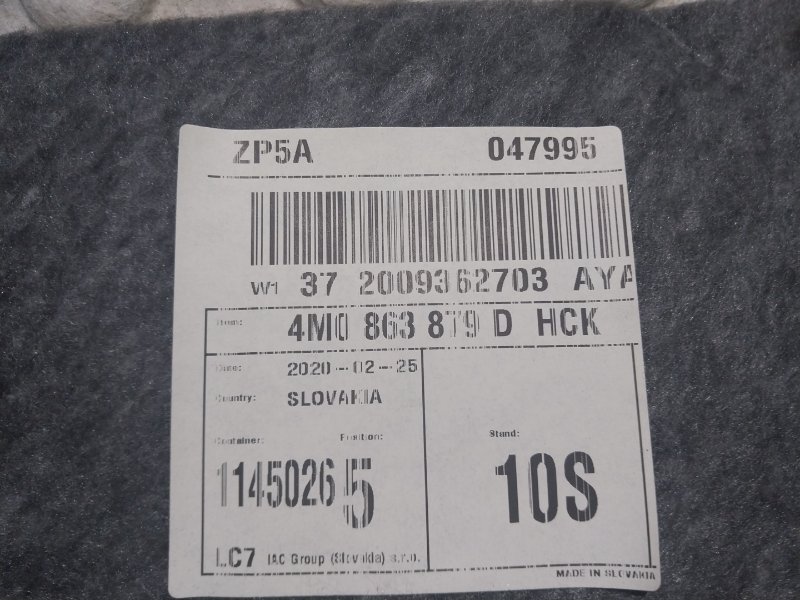 ZP5A 047995
W1 37 2009362703 AYA
Item: 4M0 863 879 D HCK
Date: 2020-02-25
Country: SLOVAKIA
Container: Position: Stand:
1145026 5 10S
LC7 IAC Group (Slovakia) s.r.o.
MADE IN SLOVAKIA